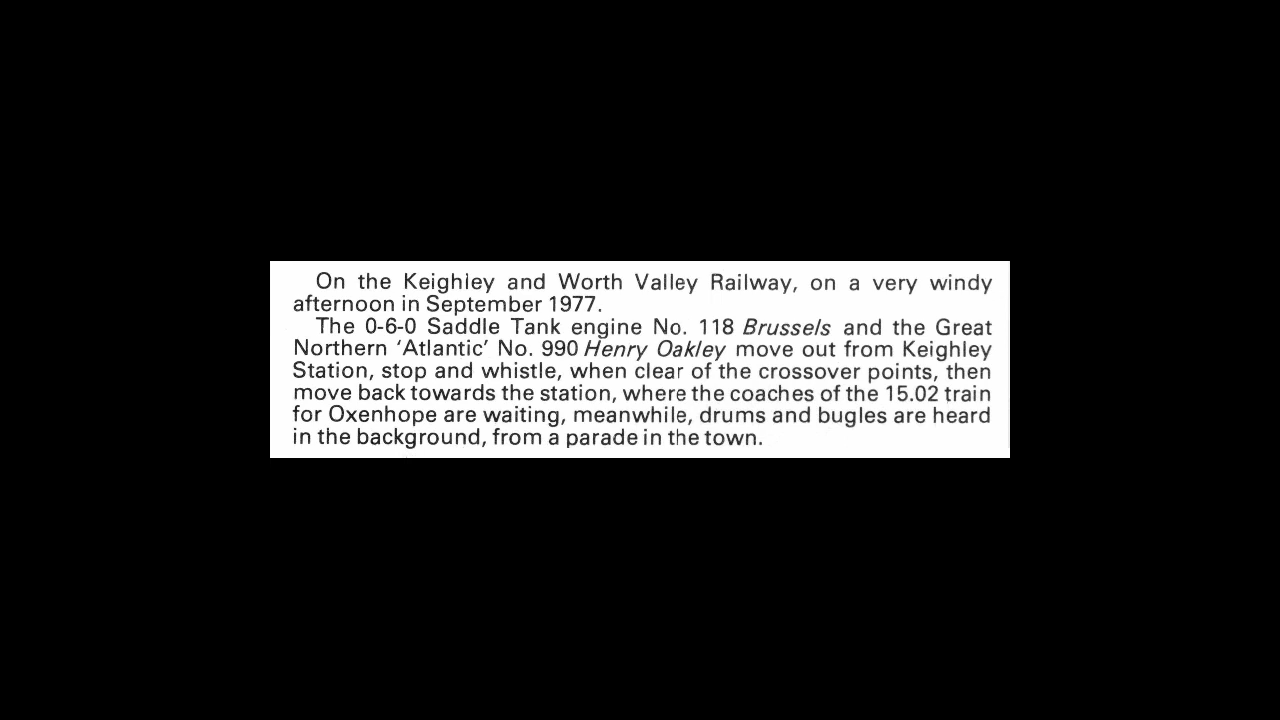 On the Keighley and Worth Valley Railway, on a very windy
afternoon in September 1977.
The 0-6-0 Saddle Tank engine No. 118 Brussels and the Great
Northern ‘Atlantic’ No. 990 Henry Oakley move out from Keighley
Station, stop and whistle, when clear of the crossover points, then
move back towards the station, where the coaches of the 15.02 train
for Oxenhope are waiting, meanwhile, drums and bugles are heard
in the background, from a parade in the town.